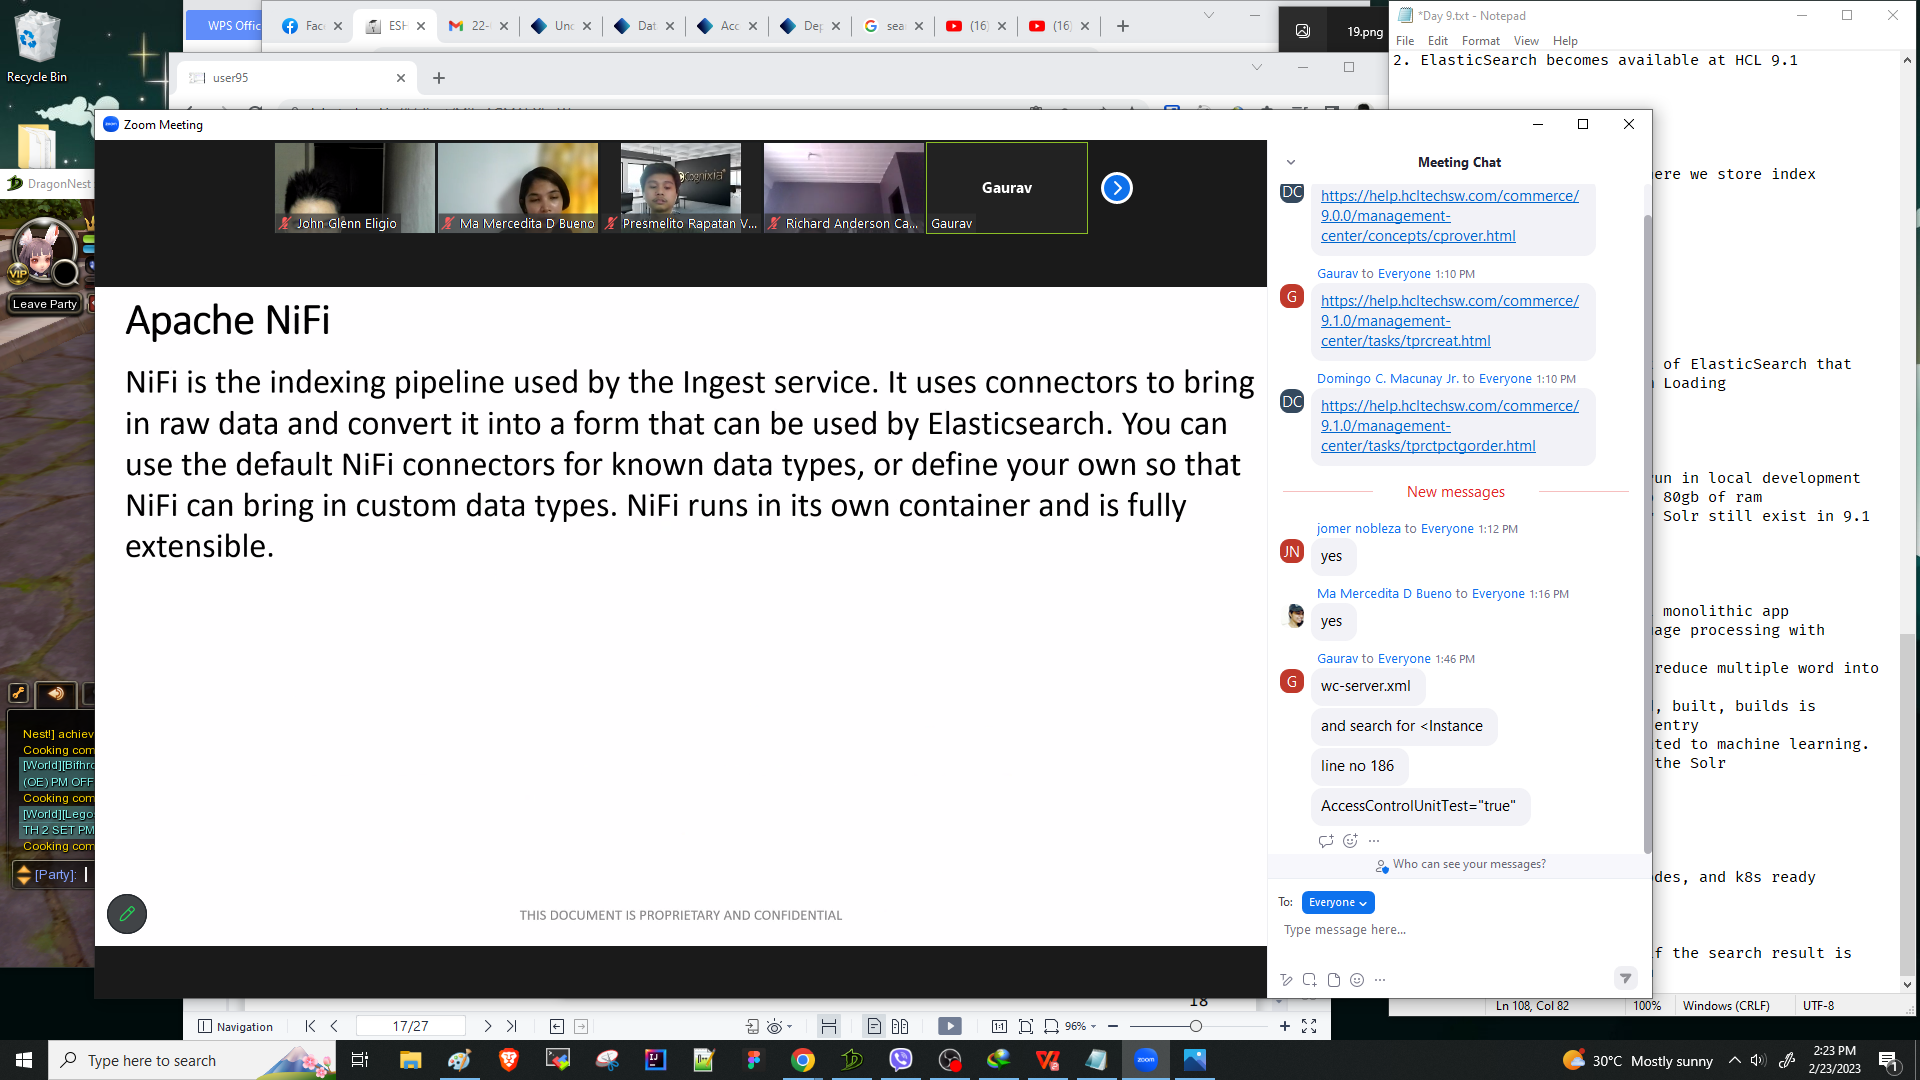 Recycle Bin
WPS Offic
Fac
ESH
22-
Unc
Dat
Acc
Dep
sea
(16)
(16)
19.png
*Day 9.txt - Notepad
File Edit Format View Help
2. ElasticSearch becomes available at HCL 9.1
user95
Zoom Meeting
John Glenn Eligio
Ma Mercedita D Bueno
Cognixia
Presmelito Rapatan V...
Richard Anderson Ca...
Gaurav
Gaurav
DragonNest
VIP
Leave Party
Apache NiFi
NiFi is the indexing pipeline used by the Ingest service. It uses connectors to bring
in raw data and convert it into a form that can be used by Elasticsearch. You can
use the default NiFi connectors for known data types, or define your own so that
NiFi can bring in custom data types. NiFi runs in its own container and is fully
extensible.
THIS DOCUMENT IS PROPRIETARY AND CONFIDENTIAL
Nest!] achiev
Cooking com
[World][Bifhro
(OE) PM OFF
Cooking com
[World][Lego
TH 2 SET PM
Cooking com
[Party]:
Meeting Chat
DC
https://help.hcltechsw.com/commerce/
9.0.0/management-
center/concepts/cprover.html
Gaurav to Everyone 1:10 PM
G
https://help.hcltechsw.com/commerce/
9.1.0/management-
center/tasks/tprcreat.html
Domingo C. Macunay Jr. to Everyone 1:10 PM
DC
https://help.hcltechsw.com/commerce/
9.1.0/management-
center/tasks/tprctpctgorder.html
New messages
jomer nobleza to Everyone 1:12 PM
JN
yes
Ma Mercedita D Bueno to Everyone 1:16 PM
yes
Gaurav to Everyone 1:46 PM
G
wc-server.xml
and search for <Instance
line no 186
AccessControlUnitTest="true"
Who can see your messages?
To: Everyone
Type message here...
ere we store index
of ElasticSearch that
Loading
run in local development
80gb of ram
Solr still exist in 9.1
monolithic app
age processing with
reduce multiple word into
, built, builds is
entry
ted to machine learning.
the Solr
odes, and k8s ready
f the search result is
Ln 108, Col 82
100%
Windows (CRLF)
UTF-8
18
Navigation
17/27
96%
Type here to search
zoom
30°C Mostly sunny
2:23 PM
2/23/2023
1